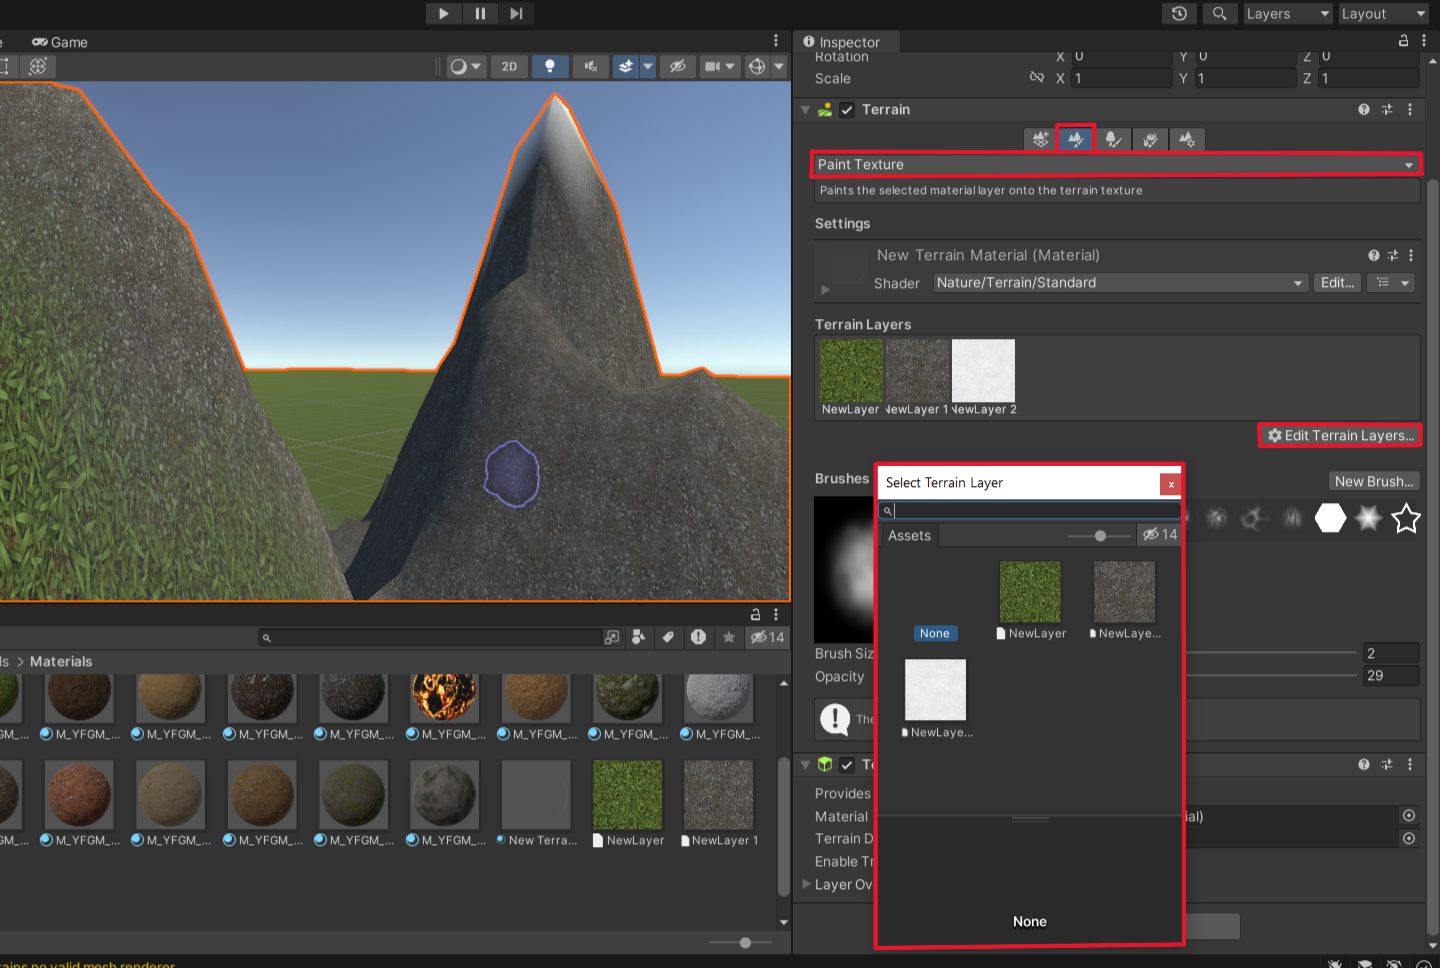 Layers
Layout
Game
Inspector
2D
Rotation X 0 Y 0 Z 0
Scale X 1 Y 1 Z 1
Terrain
Paint Texture
Paints the selected material layer onto the terrain texture
Settings
New Terrain Material (Material)
Shader Nature/Terrain/Standard Edit...
Terrain Layers
NewLayer NewLayer 1 NewLayer 2
Edit Terrain Layers...
Brushes
New Brush...
Select Terrain Layer
x
Assets
14
None
NewLayer
NewLaye...
NewLaye...
None
Brush Siz 2
Opacity 29
The
Te
Provides
Material ial)
Terrain D
Enable Tr
Layer Ov
14
ls > Materials
GM_... M_YFGM_... M_YFGM_... M_YFGM_... M_YFGM_... M_YFGM_... M_YFGM_... M_YFGM_... M_YFGM_...
GM_... M_YFGM_... M_YFGM_... M_YFGM_... M_YFGM_... M_YFGM_... New Terra... NewLayer NewLayer 1
tains no valid mesh renderer